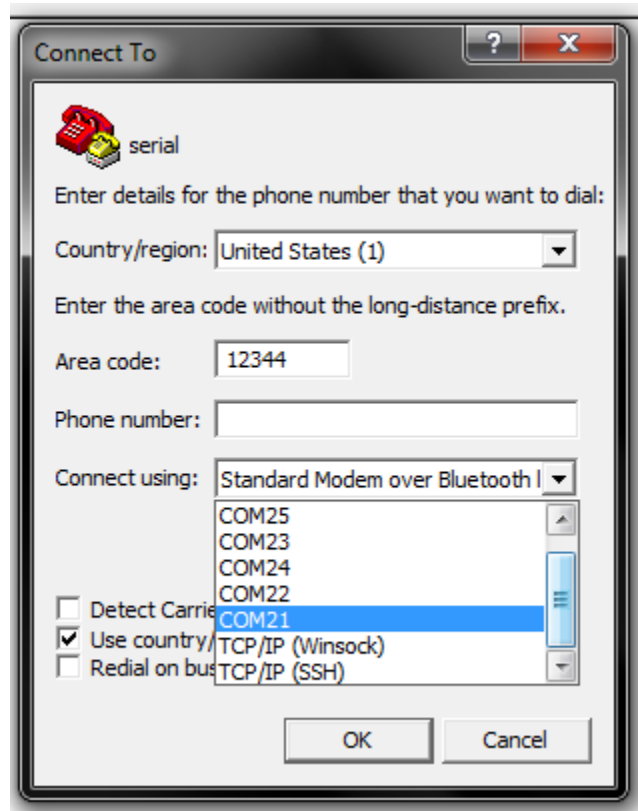 Connect To
?
serial
Enter details for the phone number that you want to dial:
Country/region: United States (1)
Enter the area code without the long-distance prefix.
Area code: 12344
Phone number:
Connect using: Standard Modem over Bluetooth l
COM25
COM23
COM24
COM22
Detect Carrie COM21
Use country/ TCP/IP (Winsock)
Redial on bus TCP/IP (SSH)
OK Cancel